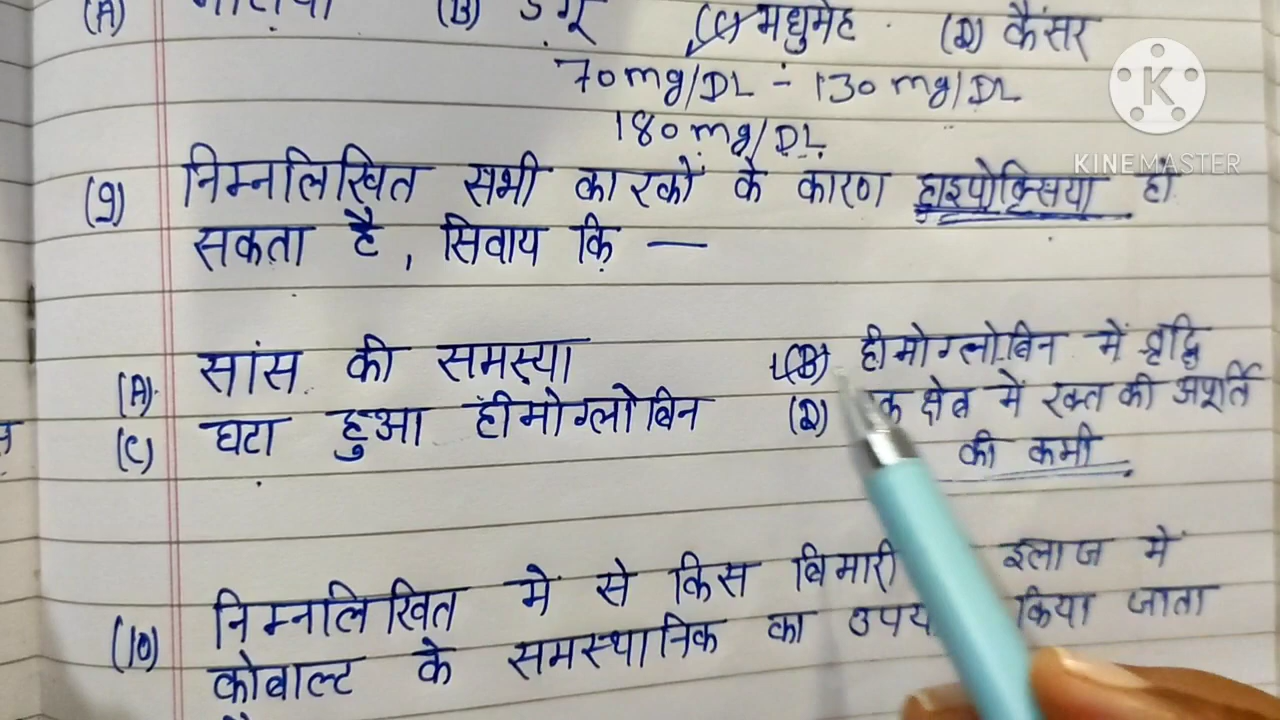 (A) (B) (C) मधुमेह. (D) कैंसर
70mg/DL - 130 mg/DL
180 mg/DL
K
KINEMASTER
(9) निम्नलिखित सभी कारकों के कारण हाइपोक्सिया हो
सकता है, सिवाय कि —
(A). सांस की समस्या (B) हीमोग्लोबिन में वृद्धि
(C) घटा हुआ हीमोग्लोबिन (D) क्षेत्र में रक्त की
की कमी
(10) निम्नलिखित में से किस बिमारी इलाज में
कोबाल्ट के समस्थानिक का किया जाता